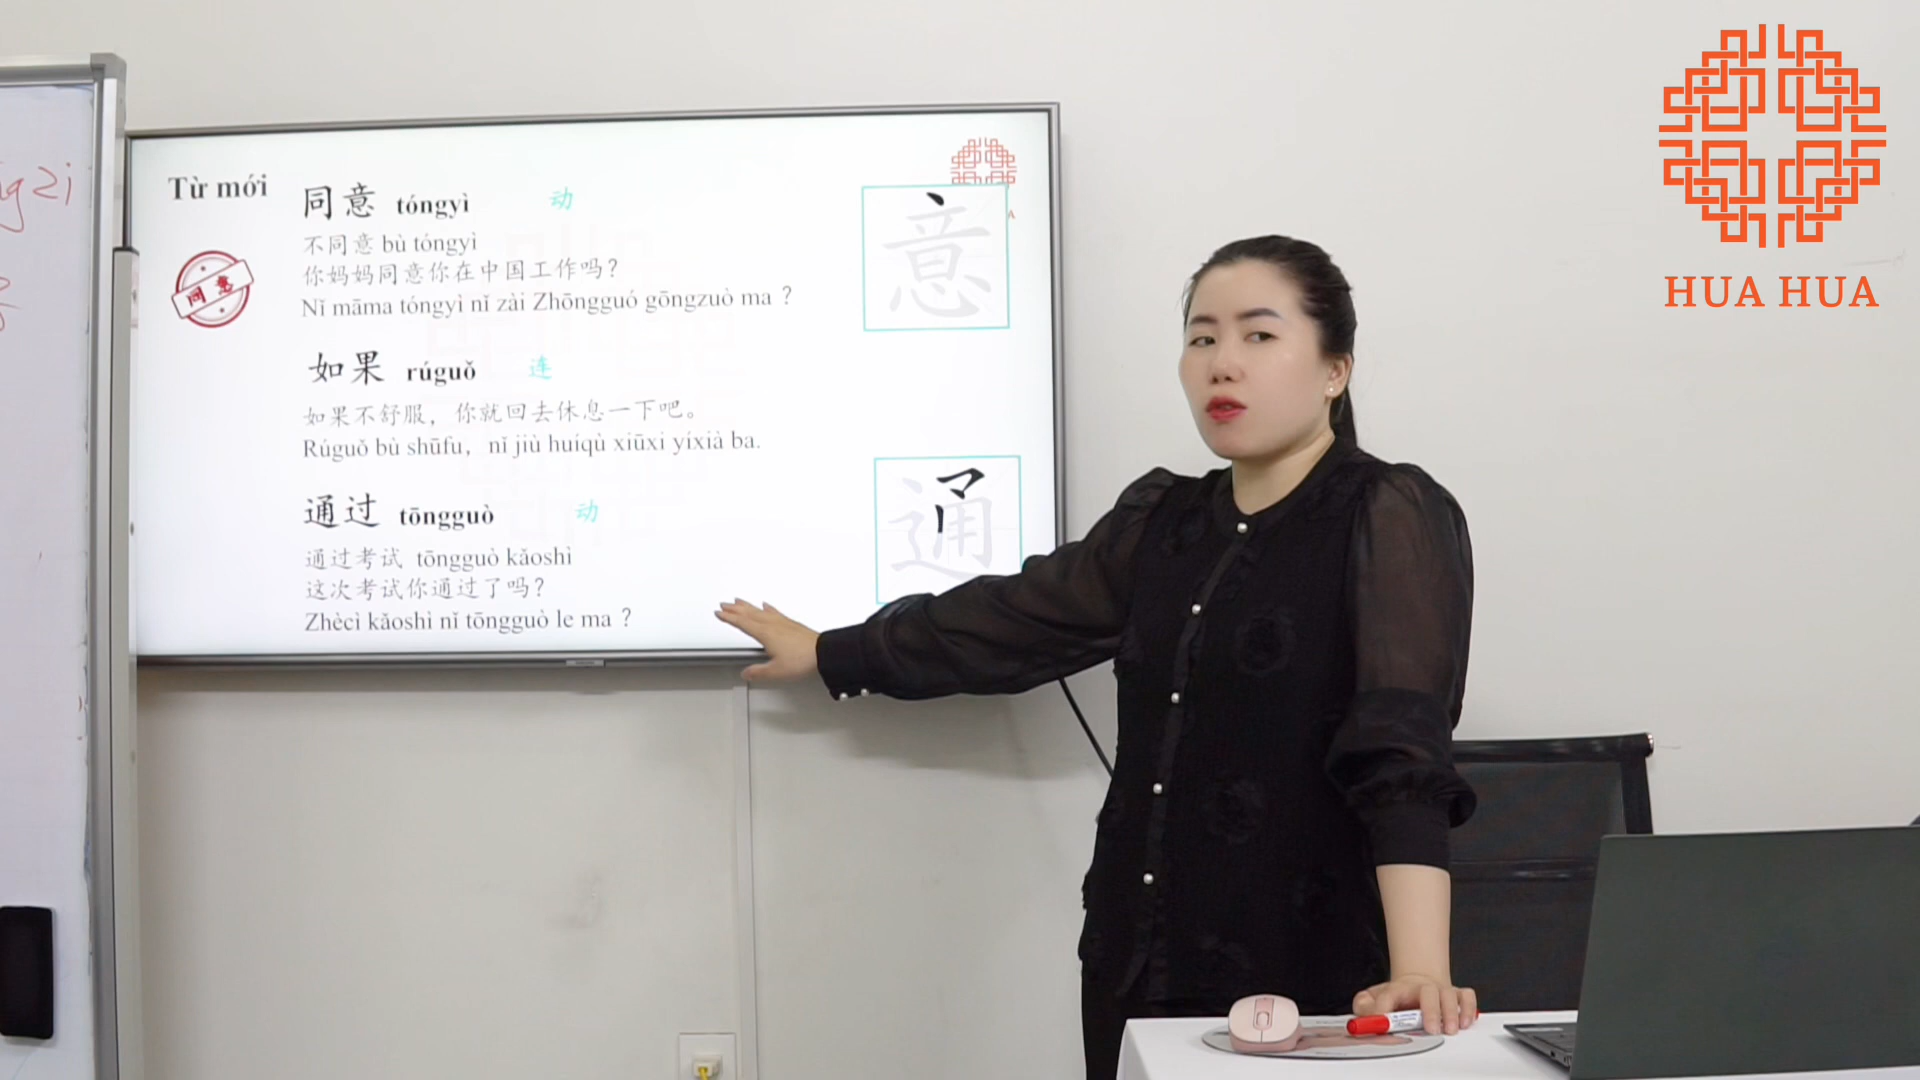 Từ mới
同意 tóngyì 动
不同意 bù tóngyì
你妈妈同意你在中国工作吗？
Nǐ māma tóngyì nǐ zài Zhōngguó gōngzuò ma ?
同意
意
如果 rúguǒ 连
如果不舒服，你就回去休息一下吧。
Rúguǒ bù shūfu, nǐ jiù huíqù xiūxi yíxià ba.
通过 tōngguò 动
通过考试 tōngguò kǎoshì
这次考试你通过了吗？
Zhècì kǎoshì nǐ tōngguò le ma ?
通
HUA HUA